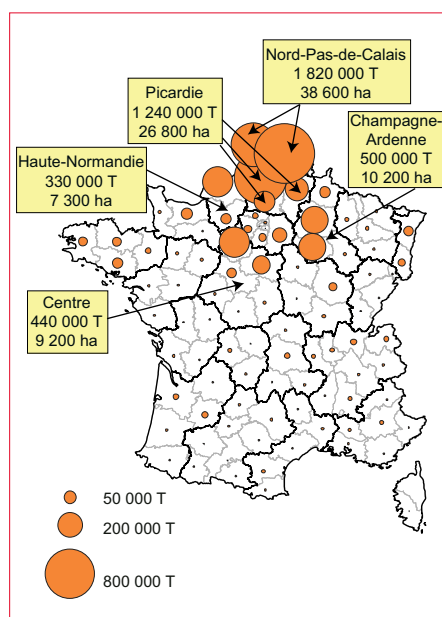 Nord-Pas-de-Calais
1 820 000 T
38 600 ha
Picardie
1 240 000 T
26 800 ha
Champagne-
Ardenne
500 000 T
10 200 ha
Haute-Normandie
330 000 T
7 300 ha
Centre
440 000 T
9 200 ha
50 000 T
200 000 T
800 000 T